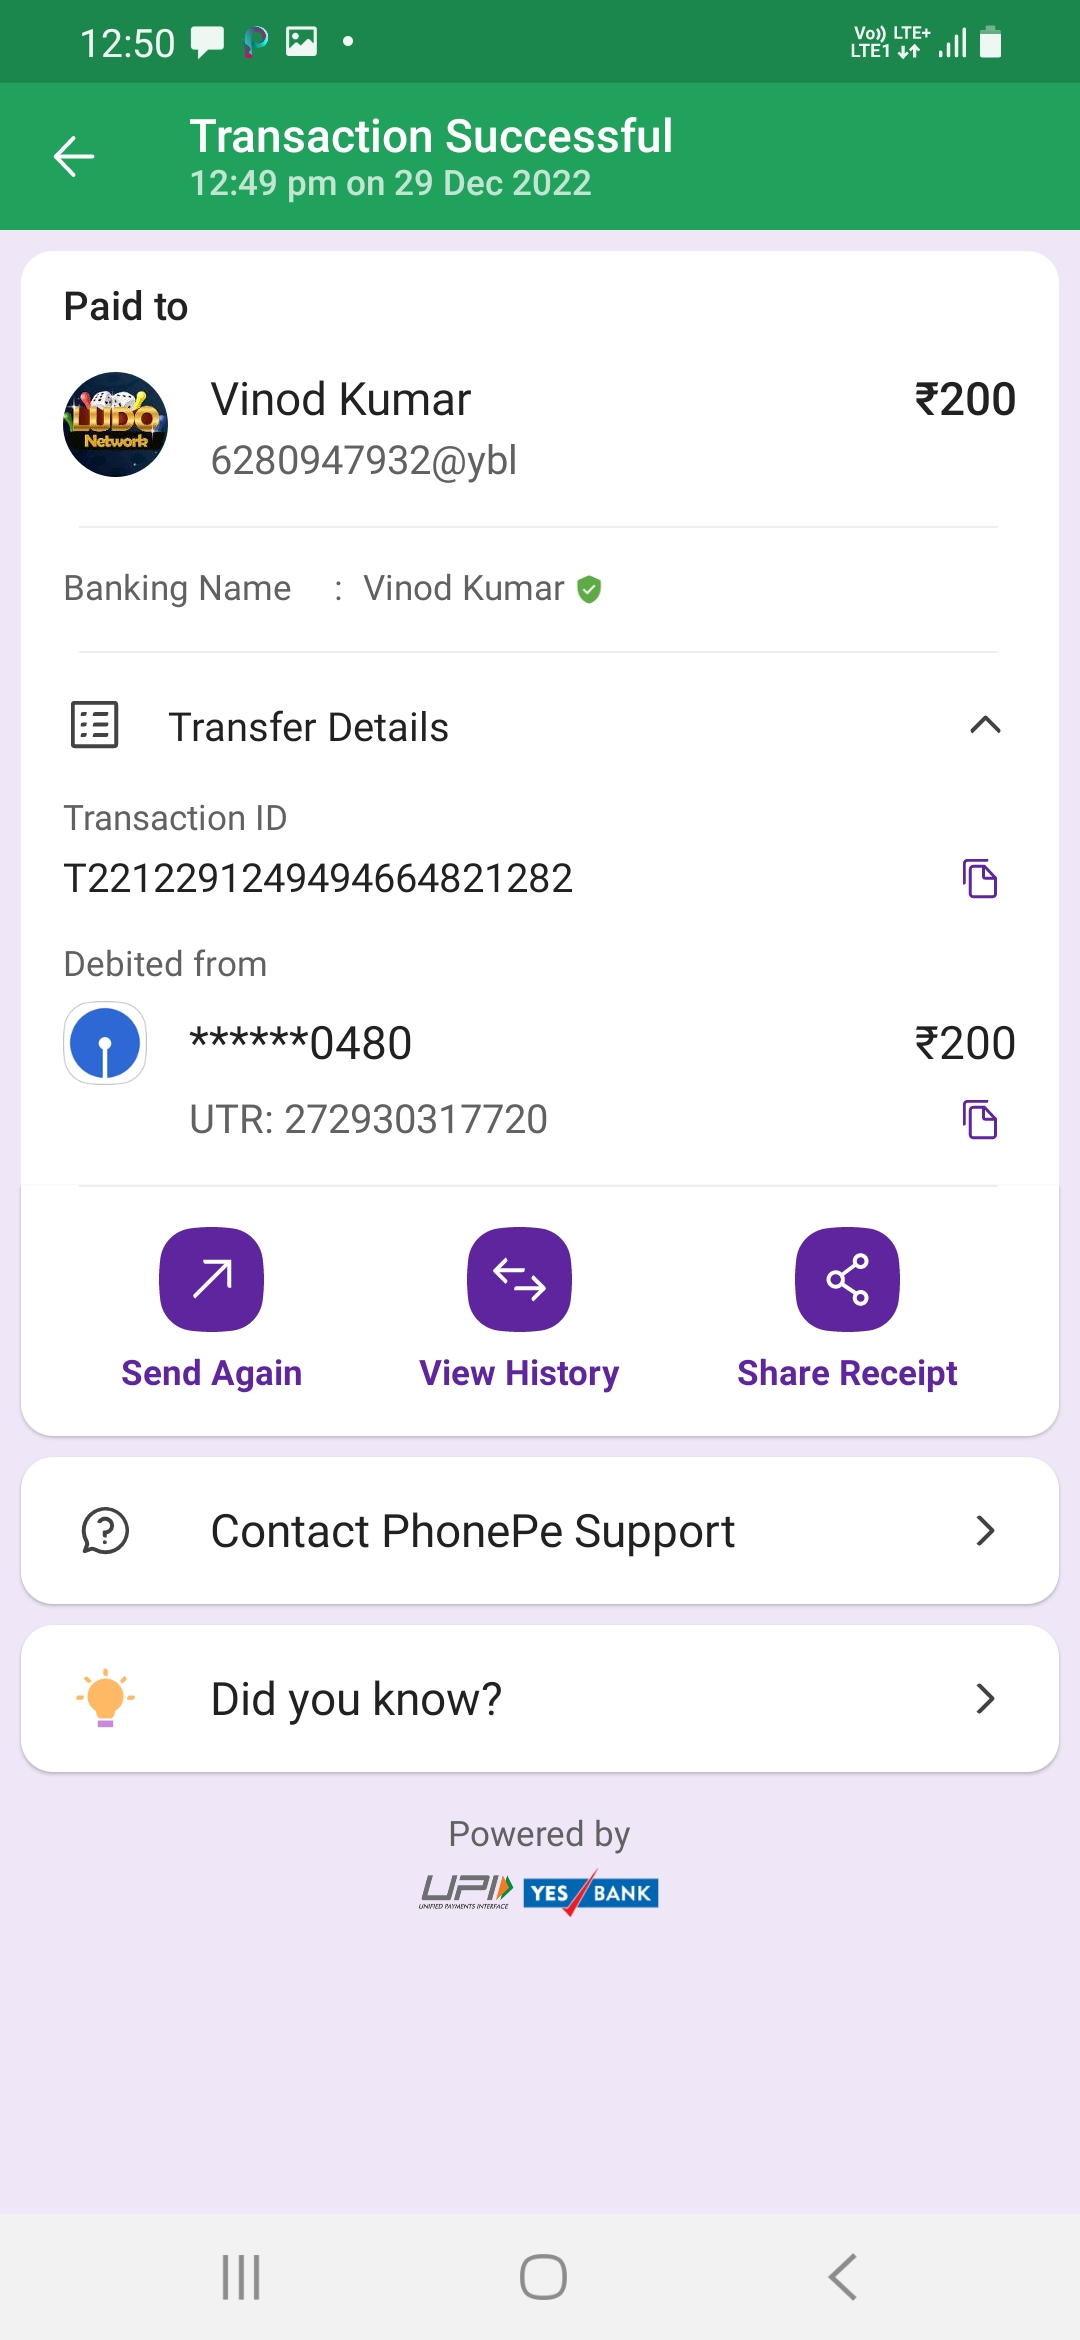 12:50
Vo)) LTE+
LTE1
Transaction Successful
12:49 pm on 29 Dec 2022
Paid to
LUDO
Network
Vinod Kumar ₹200
6280947932@ybl
Banking Name : Vinod Kumar
Transfer Details
Transaction ID
T2212291249494664821282
Debited from
******0480 ₹200
UTR: 272930317720
Send Again View History Share Receipt
Contact PhonePe Support
Did you know?
Powered by
UPI YES BANK
UNIFIED PAYMENTS INTERFACE